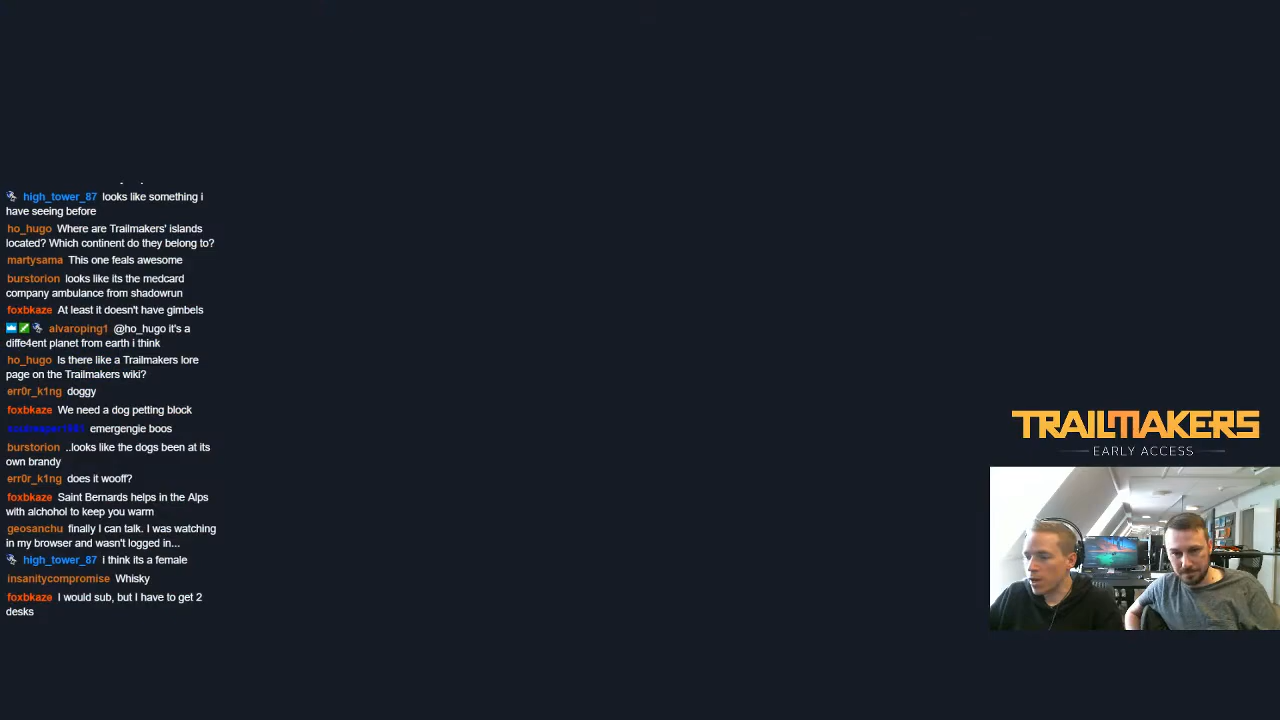 high_tower_87 looks like something i
have seeing before
ho_hugo Where are Trailmakers' islands
located? Which continent do they belong to?
martysama This one feals awesome
burstorion looks like its the medcard
company ambulance from shadowrun
foxbkaze At least it doesn't have gimbels
alvaroping1 @ho_hugo it's a
diffe4ent planet from earth i think
ho_hugo Is there like a Trailmakers lore
page on the Trailmakers wiki?
err0r_k1ng doggy
foxbkaze We need a dog petting block
emergengie boos
burstorion ..looks like the dogs been at its
own brandy
err0r_k1ng does it wooff?
foxbkaze Saint Bernards helps in the Alps
with alchohol to keep you warm
geosanchu finally I can talk. I was watching
in my browser and wasn't logged in...
high_tower_87 i think its a female
insanitycompromise Whisky
foxbkaze I would sub, but I have to get 2
desks
TRAILMAKERS
EARLY ACCESS